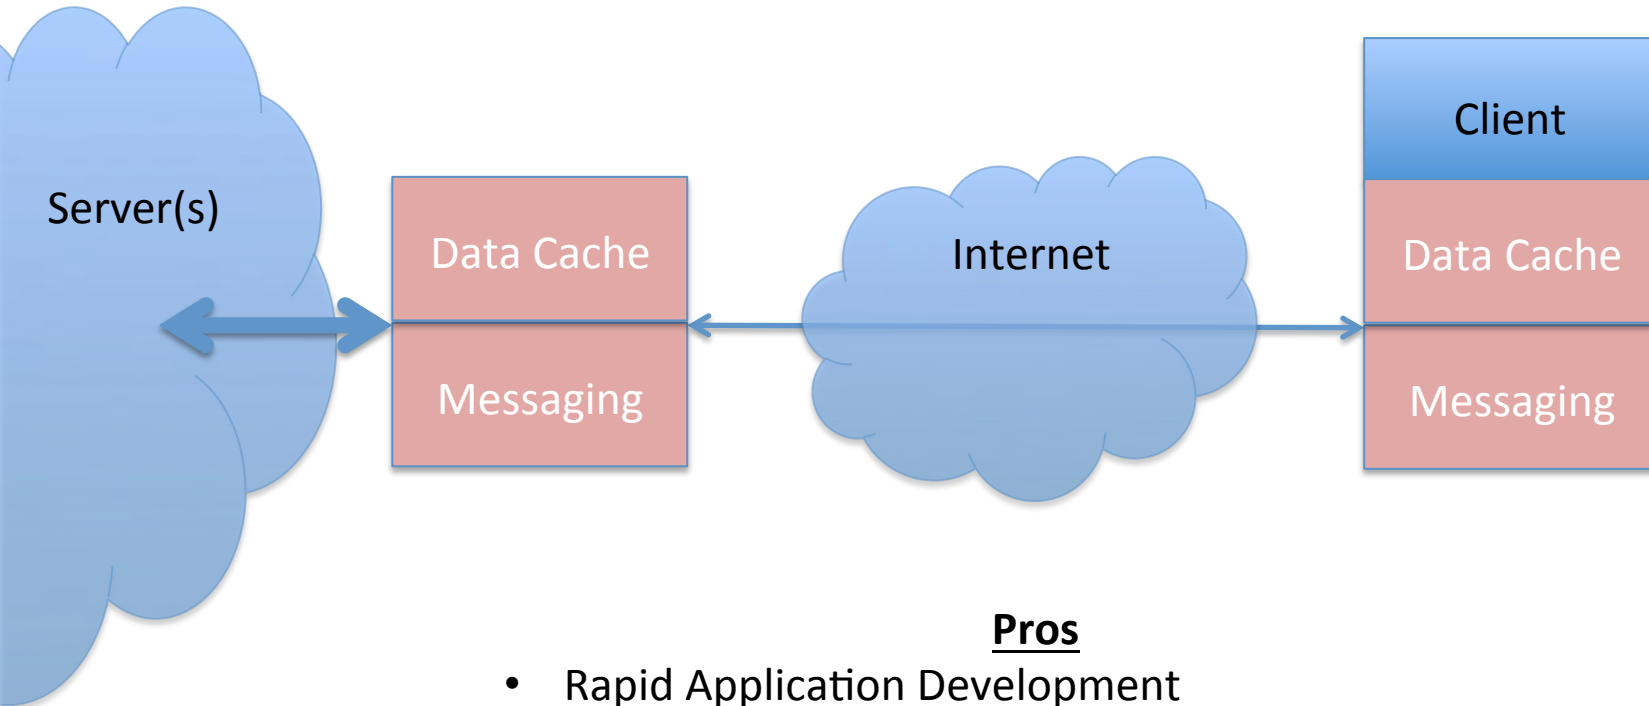 Server(s)
Data Cache
Messaging
Internet
Client
Data Cache
Messaging
Pros
• Rapid Application Development